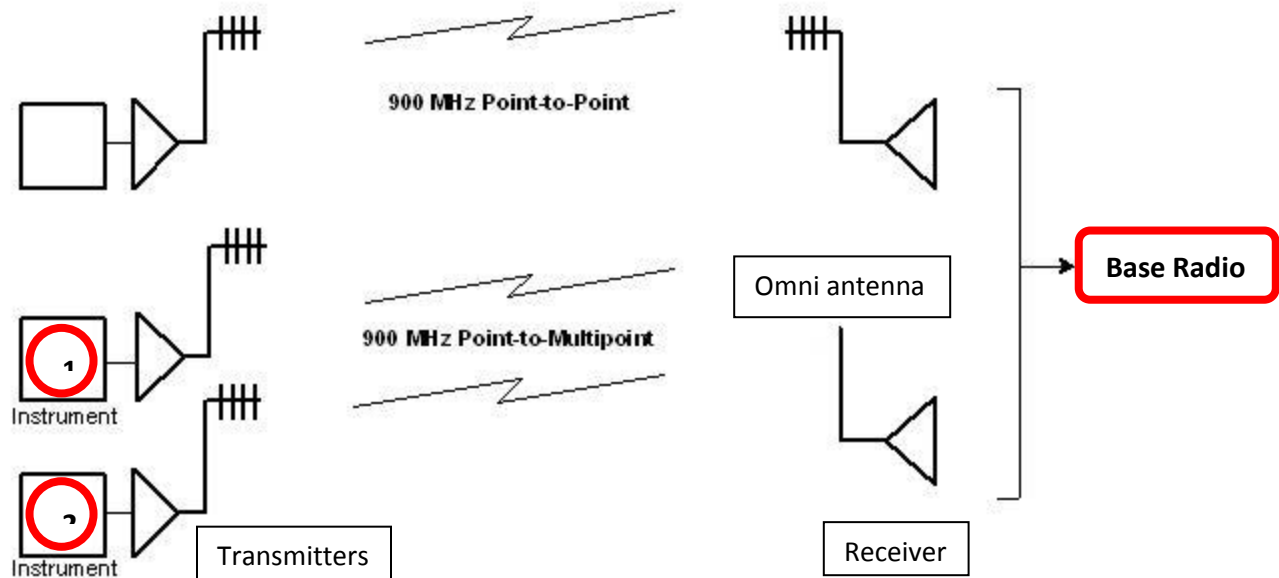 900 MHz Point-to-Point
Omni antenna
Base Radio
900 MHz Point-to-Multipoint
Instrument
Instrument
Transmitters
Receiver